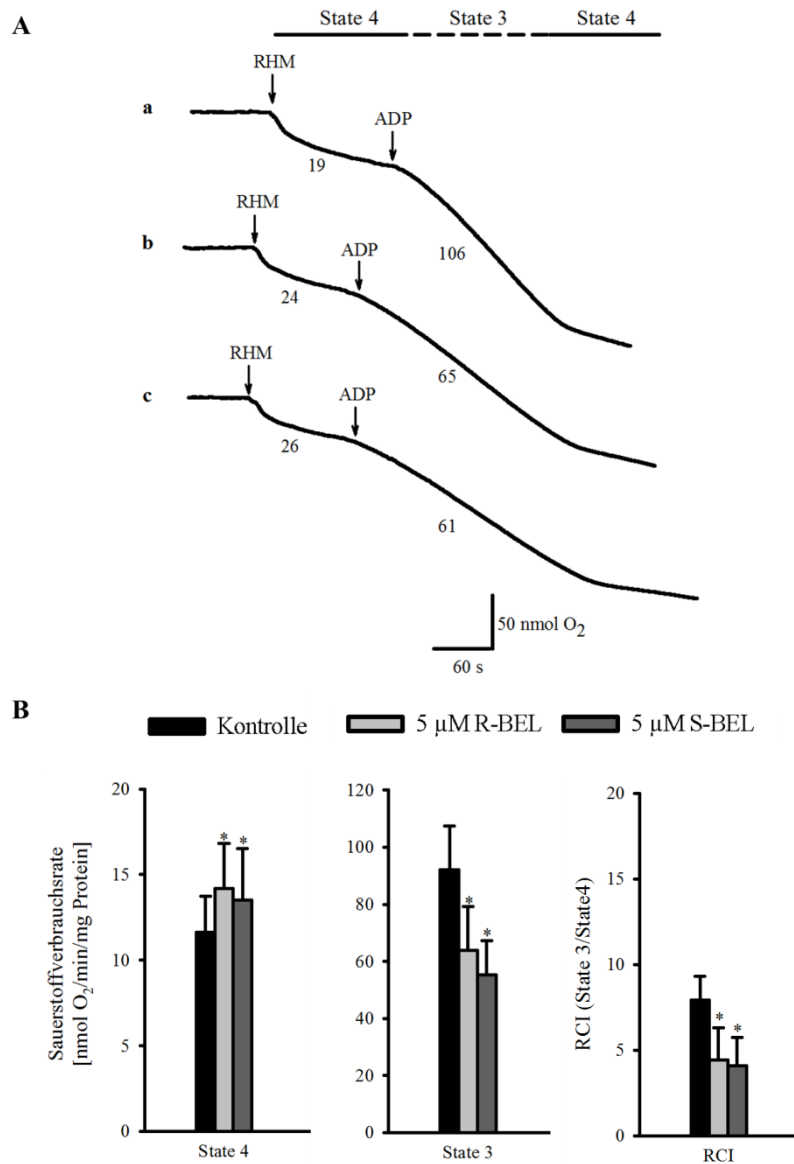 A
State 4 State 3 State 4
RHM
a
ADP
19
106
RHM
b
ADP
24
65
RHM
c
ADP
26
61
50 nmol O2
60 s
B
Kontrolle 5 µM R-BEL 5 µM S-BEL
Sauerstoffverbrauchsrate
[nmol O2/min/mg Protein]
20
15
10
5
0
* *
State 4
120
100
80
60
40
20
0
*
*
State 3
RCI (State 3/State4)
20
15
10
5
0
* *
RCI